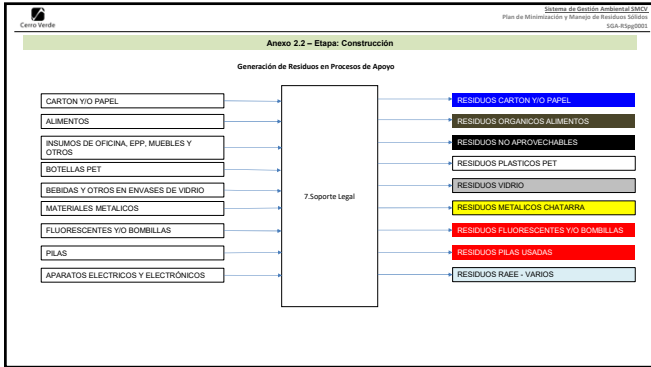 Cerro Verde
Sistema de Gestión Ambiental SMCV
Plan de Minimización y Manejo de Residuos Sólidos
SGA-RSpg0001
Anexo 2.2 – Etapa: Construcción
Generación de Residuos en Procesos de Apoyo
CARTON Y/O PAPEL
ALIMENTOS
INSUMOS DE OFICINA, EPP, MUEBLES Y
OTROS
BOTELLAS PET
BEBIDAS Y OTROS EN ENVASES DE VIDRIO
MATERIALES METALICOS
FLUORESCENTES Y/O BOMBILLAS
PILAS
APARATOS ELECTRICOS Y ELECTRÓNICOS
7.Soporte Legal
RESIDUOS CARTON Y/O PAPEL
RESIDUOS ORGANICOS ALIMENTOS
RESIDUOS NO APROVECHABLES
RESIDUOS PLASTICOS PET
RESIDUOS VIDRIO
RESIDUOS METALICOS CHATARRA
RESIDUOS FLUORESCENTES Y/O BOMBILLAS
RESIDUOS PILAS USADAS
RESIDUOS RAEE - VARIOS